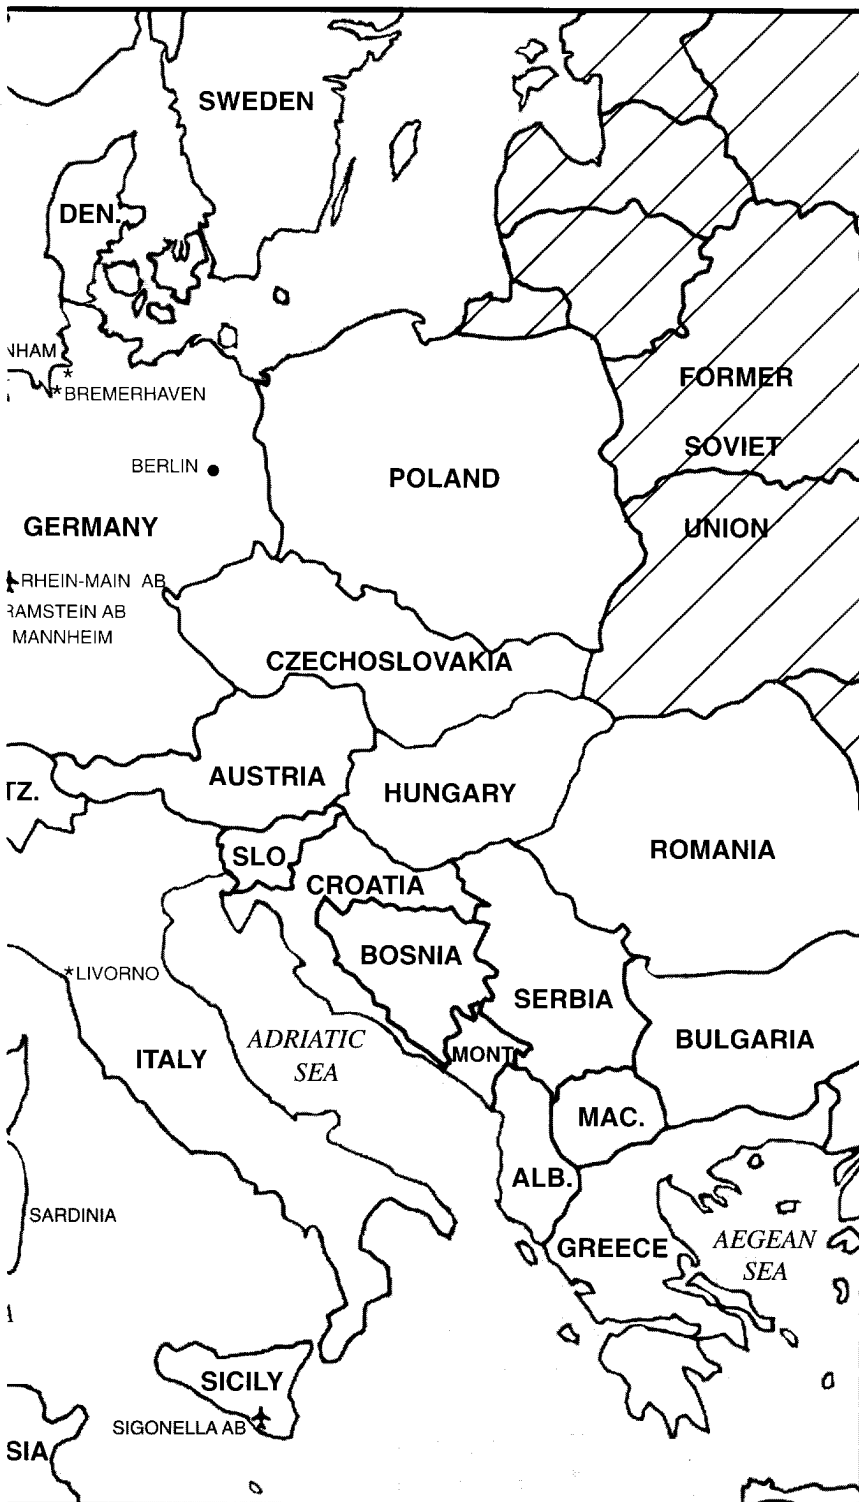 SWEDEN
DEN.
NHAM
FORMER
BREMERHAVEN
SOVIET
BERLIN
POLAND
GERMANY
UNION
RHEIN-MAIN AB
RAMSTEIN AB
MANNHEIM
CZECHOSLOVAKIA
TZ.
AUSTRIA
HUNGARY
SLO.
ROMANIA
CROATIA
BOSNIA
LIVORNO
SERBIA
ITALY
ADRIATIC
SEA
MONT.
BULGARIA
MAC.
ALB.
SARDINIA
GREECE
AEGEAN
SEA
SICILY
SIGONELLA AB
SIA